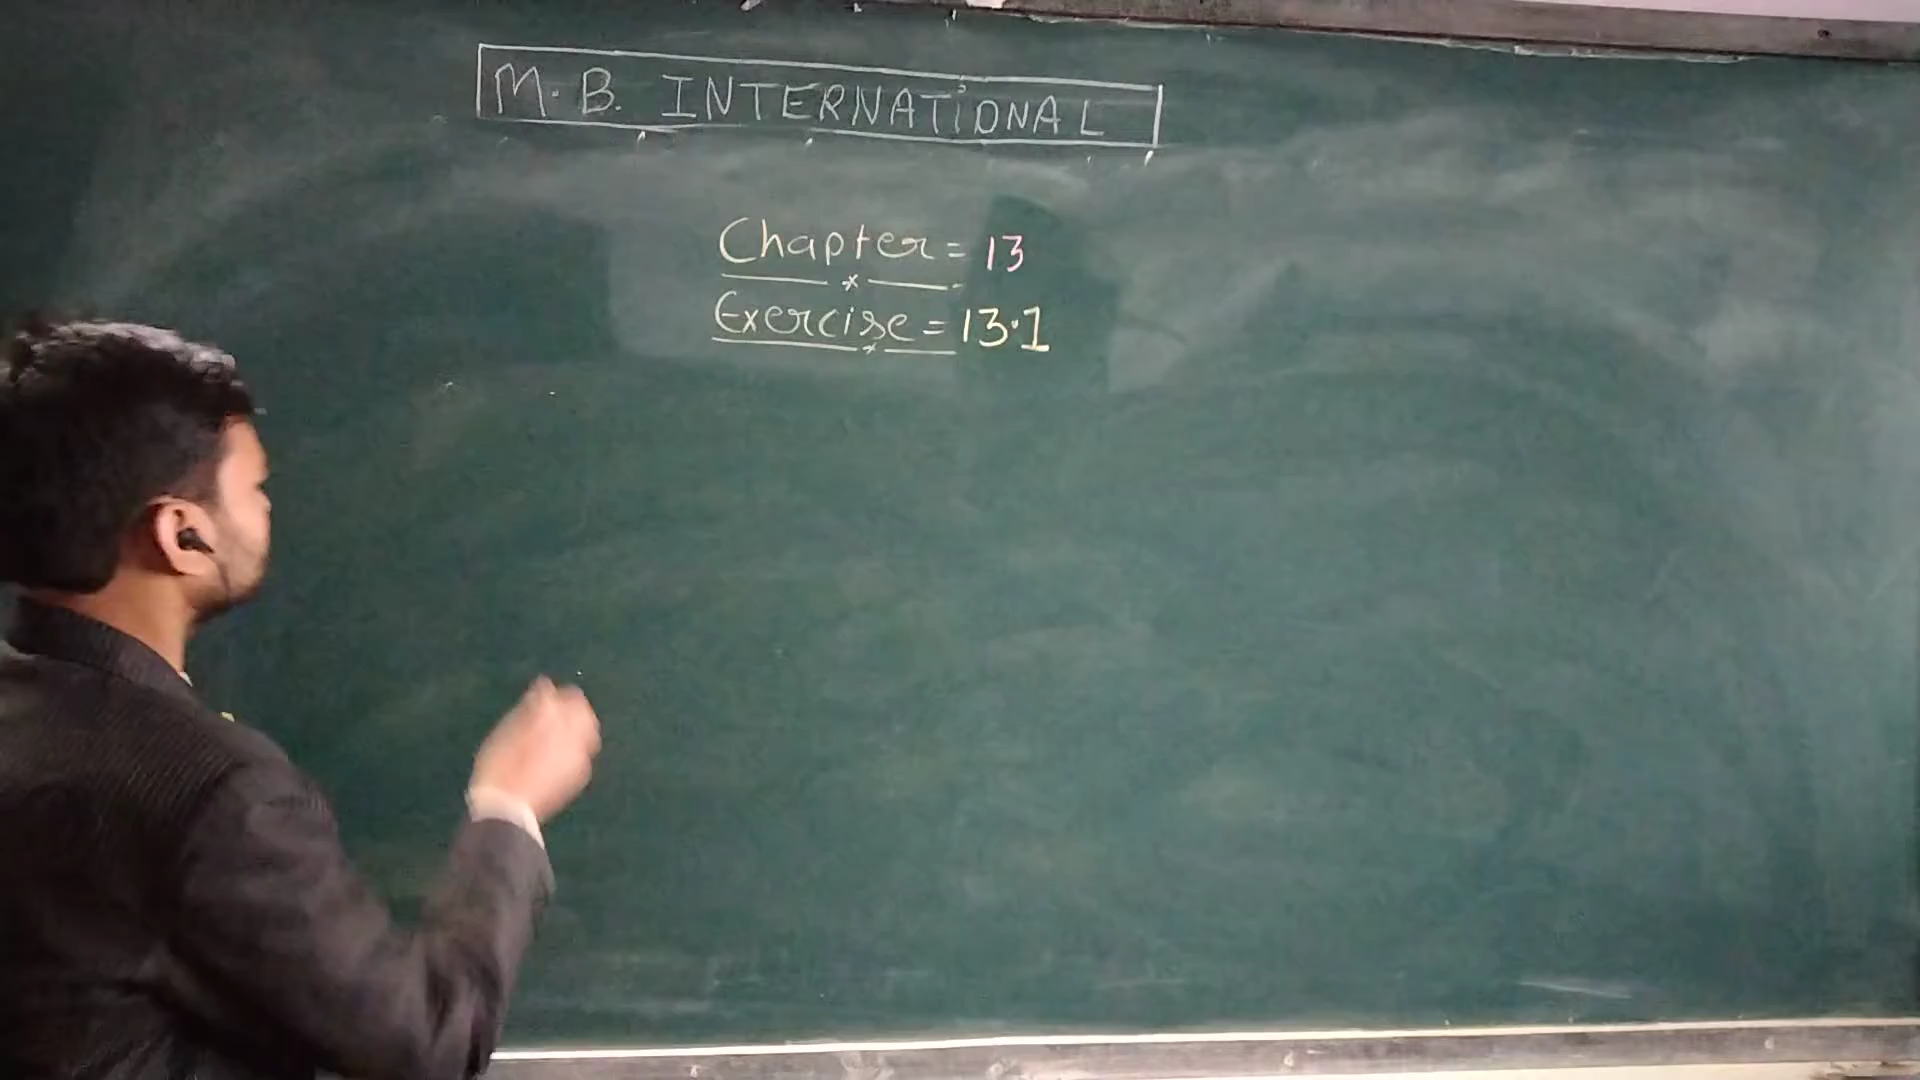 M. B. INTERNATiONAL
Chapter = 13
Exercise = 13.1